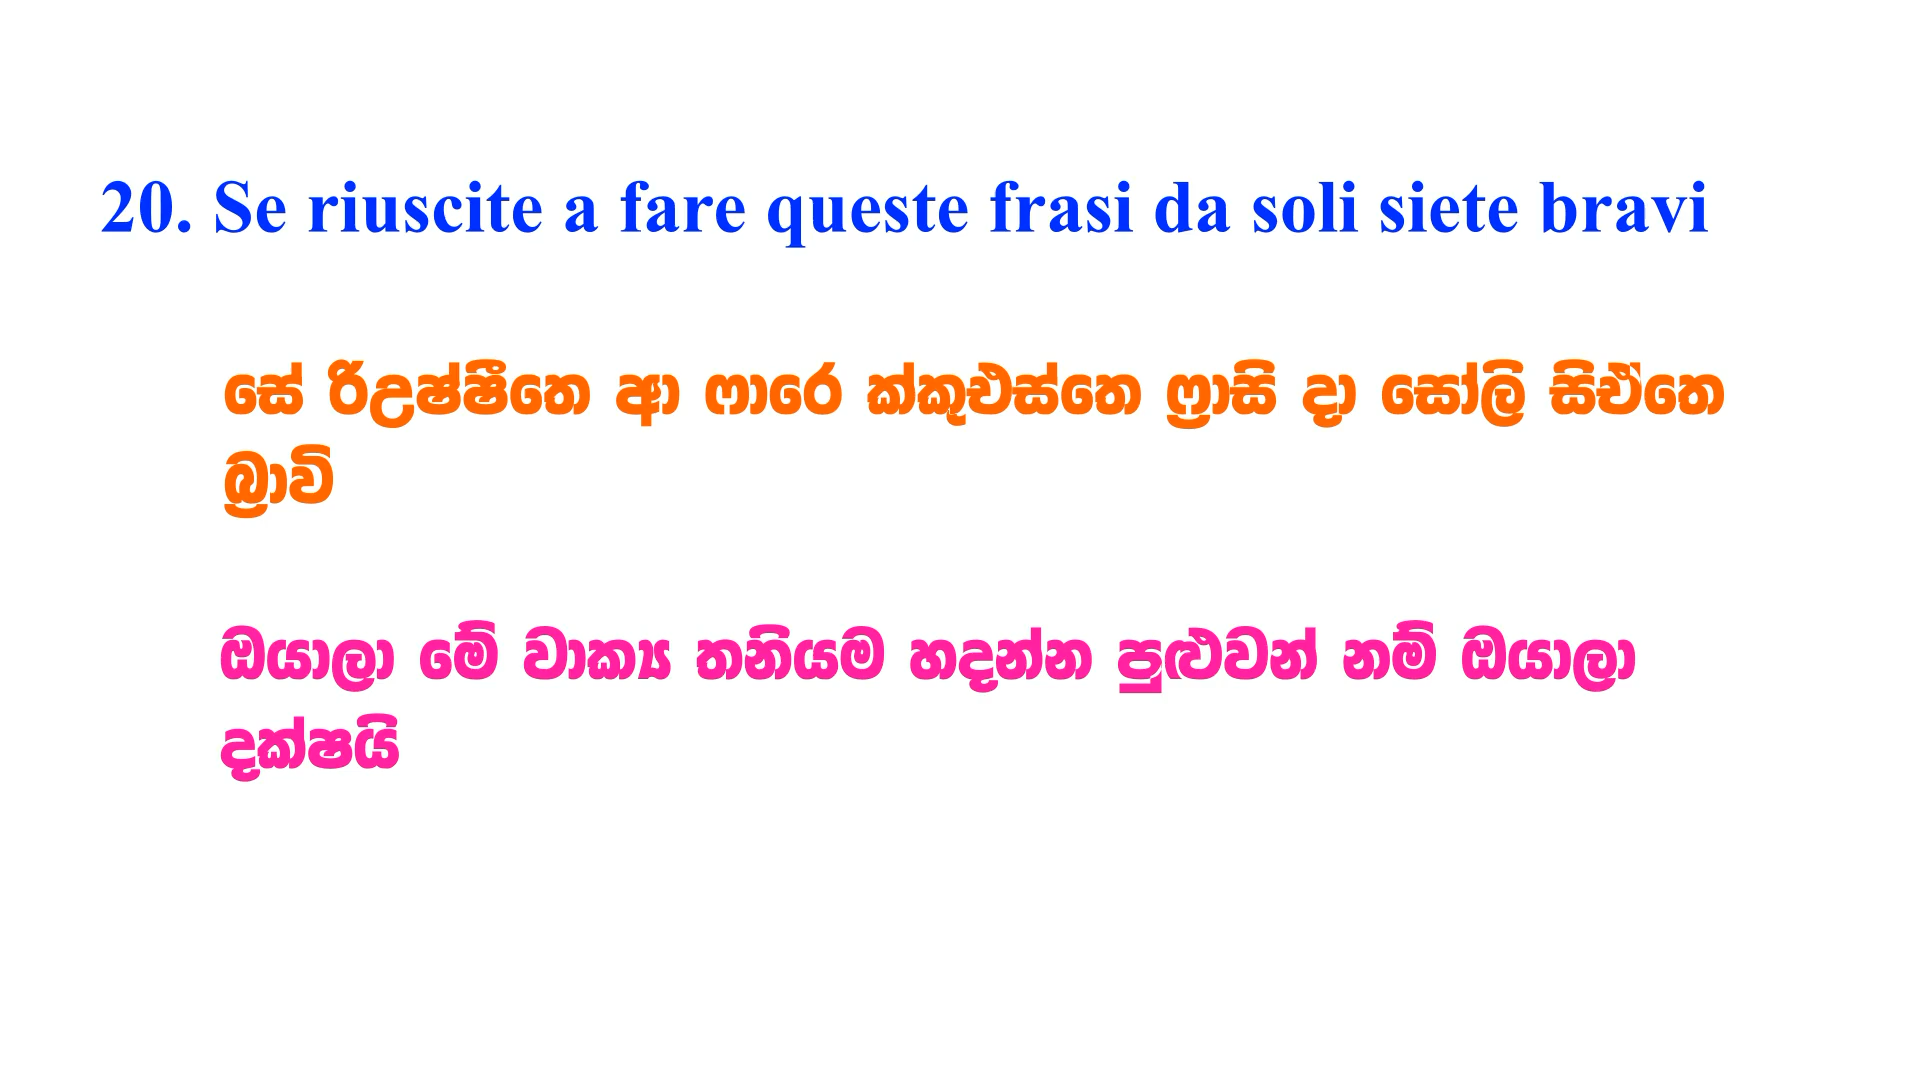 20. Se riuscite a fare queste frasi da soli siete bravi
සේ රිඋෂ්ෂීතෙ ආ ෆාරෙ ක්කුඑස්තෙ ෆ්‍රාසි දා සෝලි සිඒතෙ
බ්‍රාවි
ඔයාලා මේ වාක්‍ය තනියම හදන්න පුළුවන් නම් ඔයාලා
දක්ෂයි